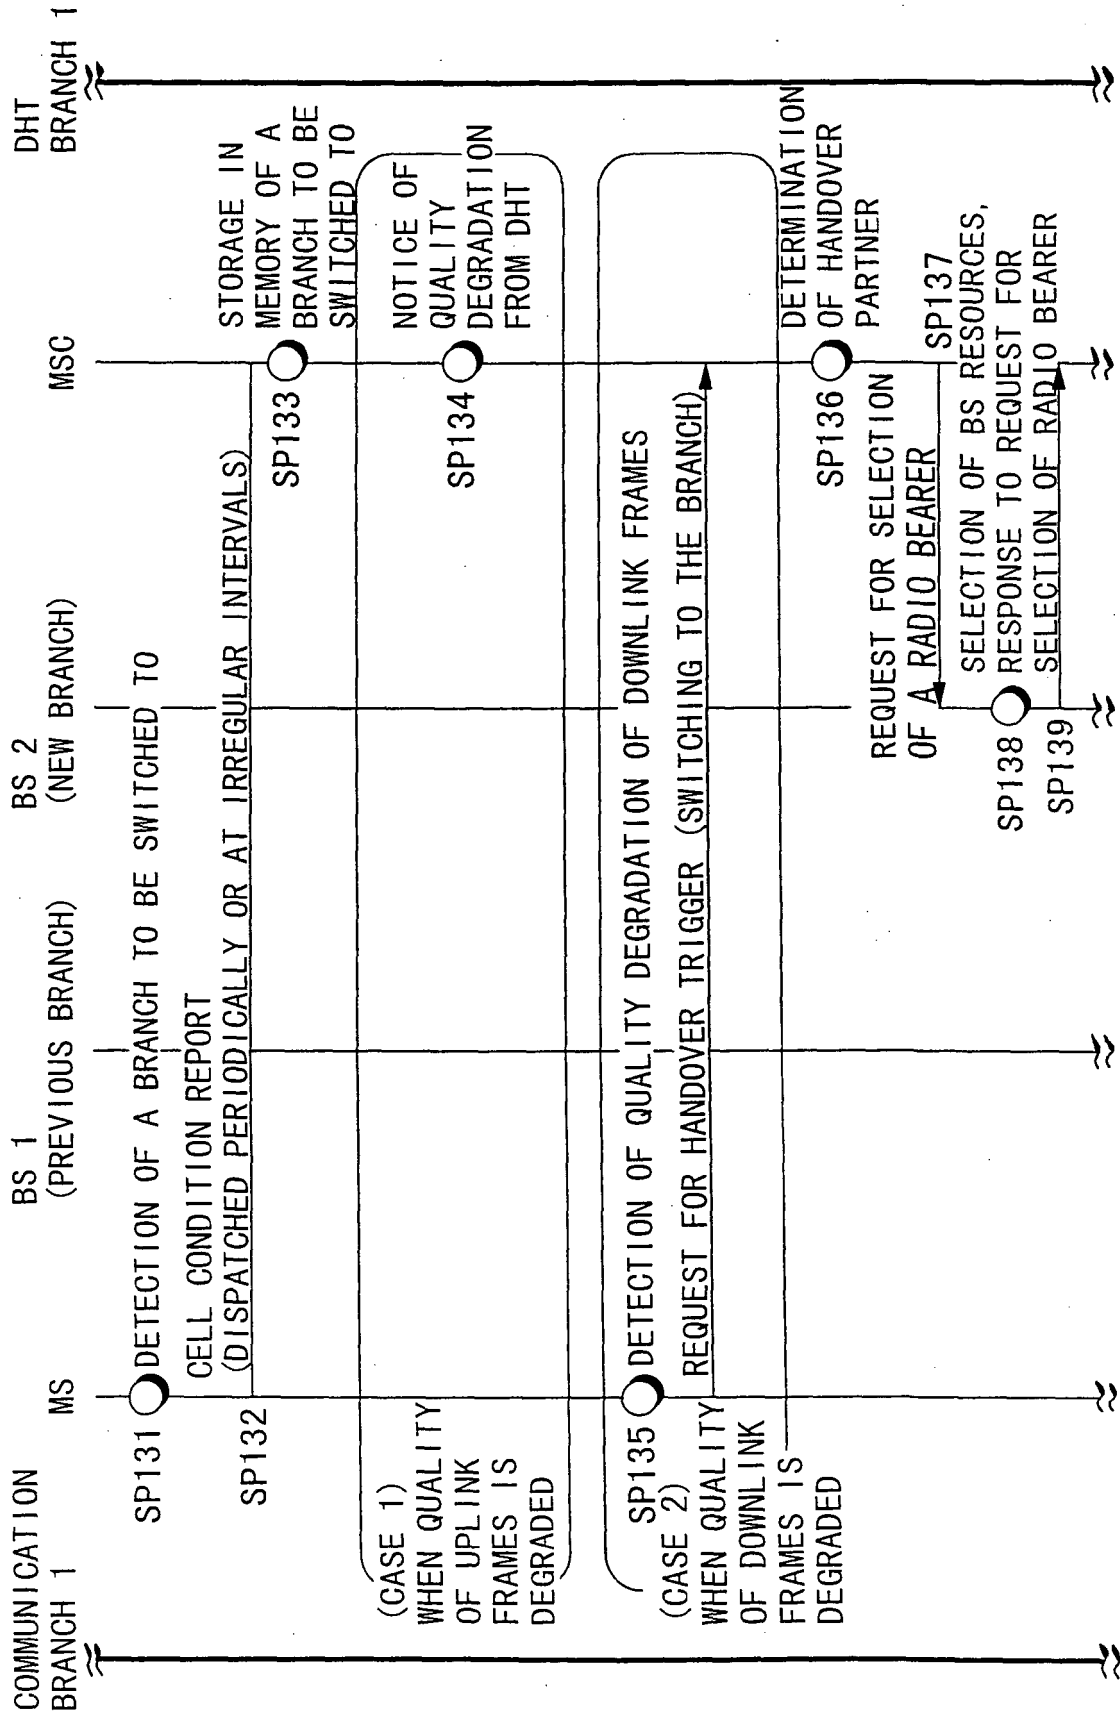 COMMUNICATION
BRANCH 1
MS
BS 1
(PREVIOUS BRANCH)
BS 2
(NEW BRANCH)
MSC
DHT
BRANCH 1
SP131
DETECTION OF A BRANCH TO BE SWITCHED TO
CELL CONDITION REPORT
(DISPATCHED PERIODICALLY OR AT IRREGULAR INTERVALS)
SP132
SP133
STORAGE IN
MEMORY OF A
BRANCH TO BE
SWITCHED TO
(CASE 1)
WHEN QUALITY
OF UPLINK
FRAMES IS
DEGRADED
SP134
NOTICE OF
QUALITY
DEGRADATION
FROM DHT
SP135
DETECTION OF QUALITY DEGRADATION OF DOWNLINK FRAMES
(CASE 2)
WHEN QUALITY
OF DOWNLINK
FRAMES IS
DEGRADED
REQUEST FOR HANDOVER TRIGGER (SWITCHING TO THE BRANCH)
SP136
DETERMINATION
OF HANDOVER
PARTNER
REQUEST FOR SELECTION
OF A RADIO BEARER
SP137
SP138
SELECTION OF BS RESOURCES,
RESPONSE TO REQUEST FOR
SELECTION OF RADIO BEARER
SP139